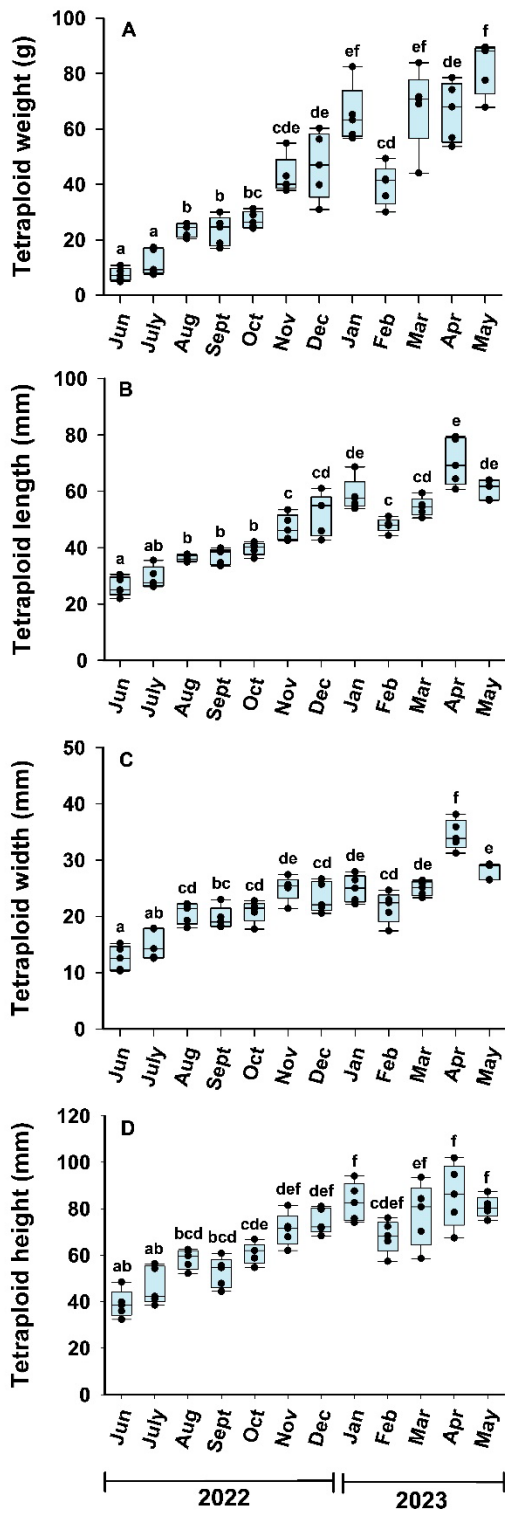 A
Tetraploid weight (g)
100
80
60
40
20
0
a a b b bc cde de ef cd ef de f
Jun July Aug Sept Oct Nov Dec Jan Feb Mar Apr May
B
Tetraploid length (mm)
100
80
60
40
20
0
a ab b b b c cd de c cd e de
Jun July Aug Sept Oct Nov Dec Jan Feb Mar Apr May
C
Tetraploid width (mm)
50
40
30
20
10
0
a ab cd bc cd de cd de cd de f e
Jun July Aug Sept Oct Nov Dec Jan Feb Mar Apr May
D
Tetraploid height (mm)
120
100
80
60
40
20
0
ab ab bcd bcd cde def def f cdef ef f f
Jun July Aug Sept Oct Nov Dec Jan Feb Mar Apr May
2022 2023